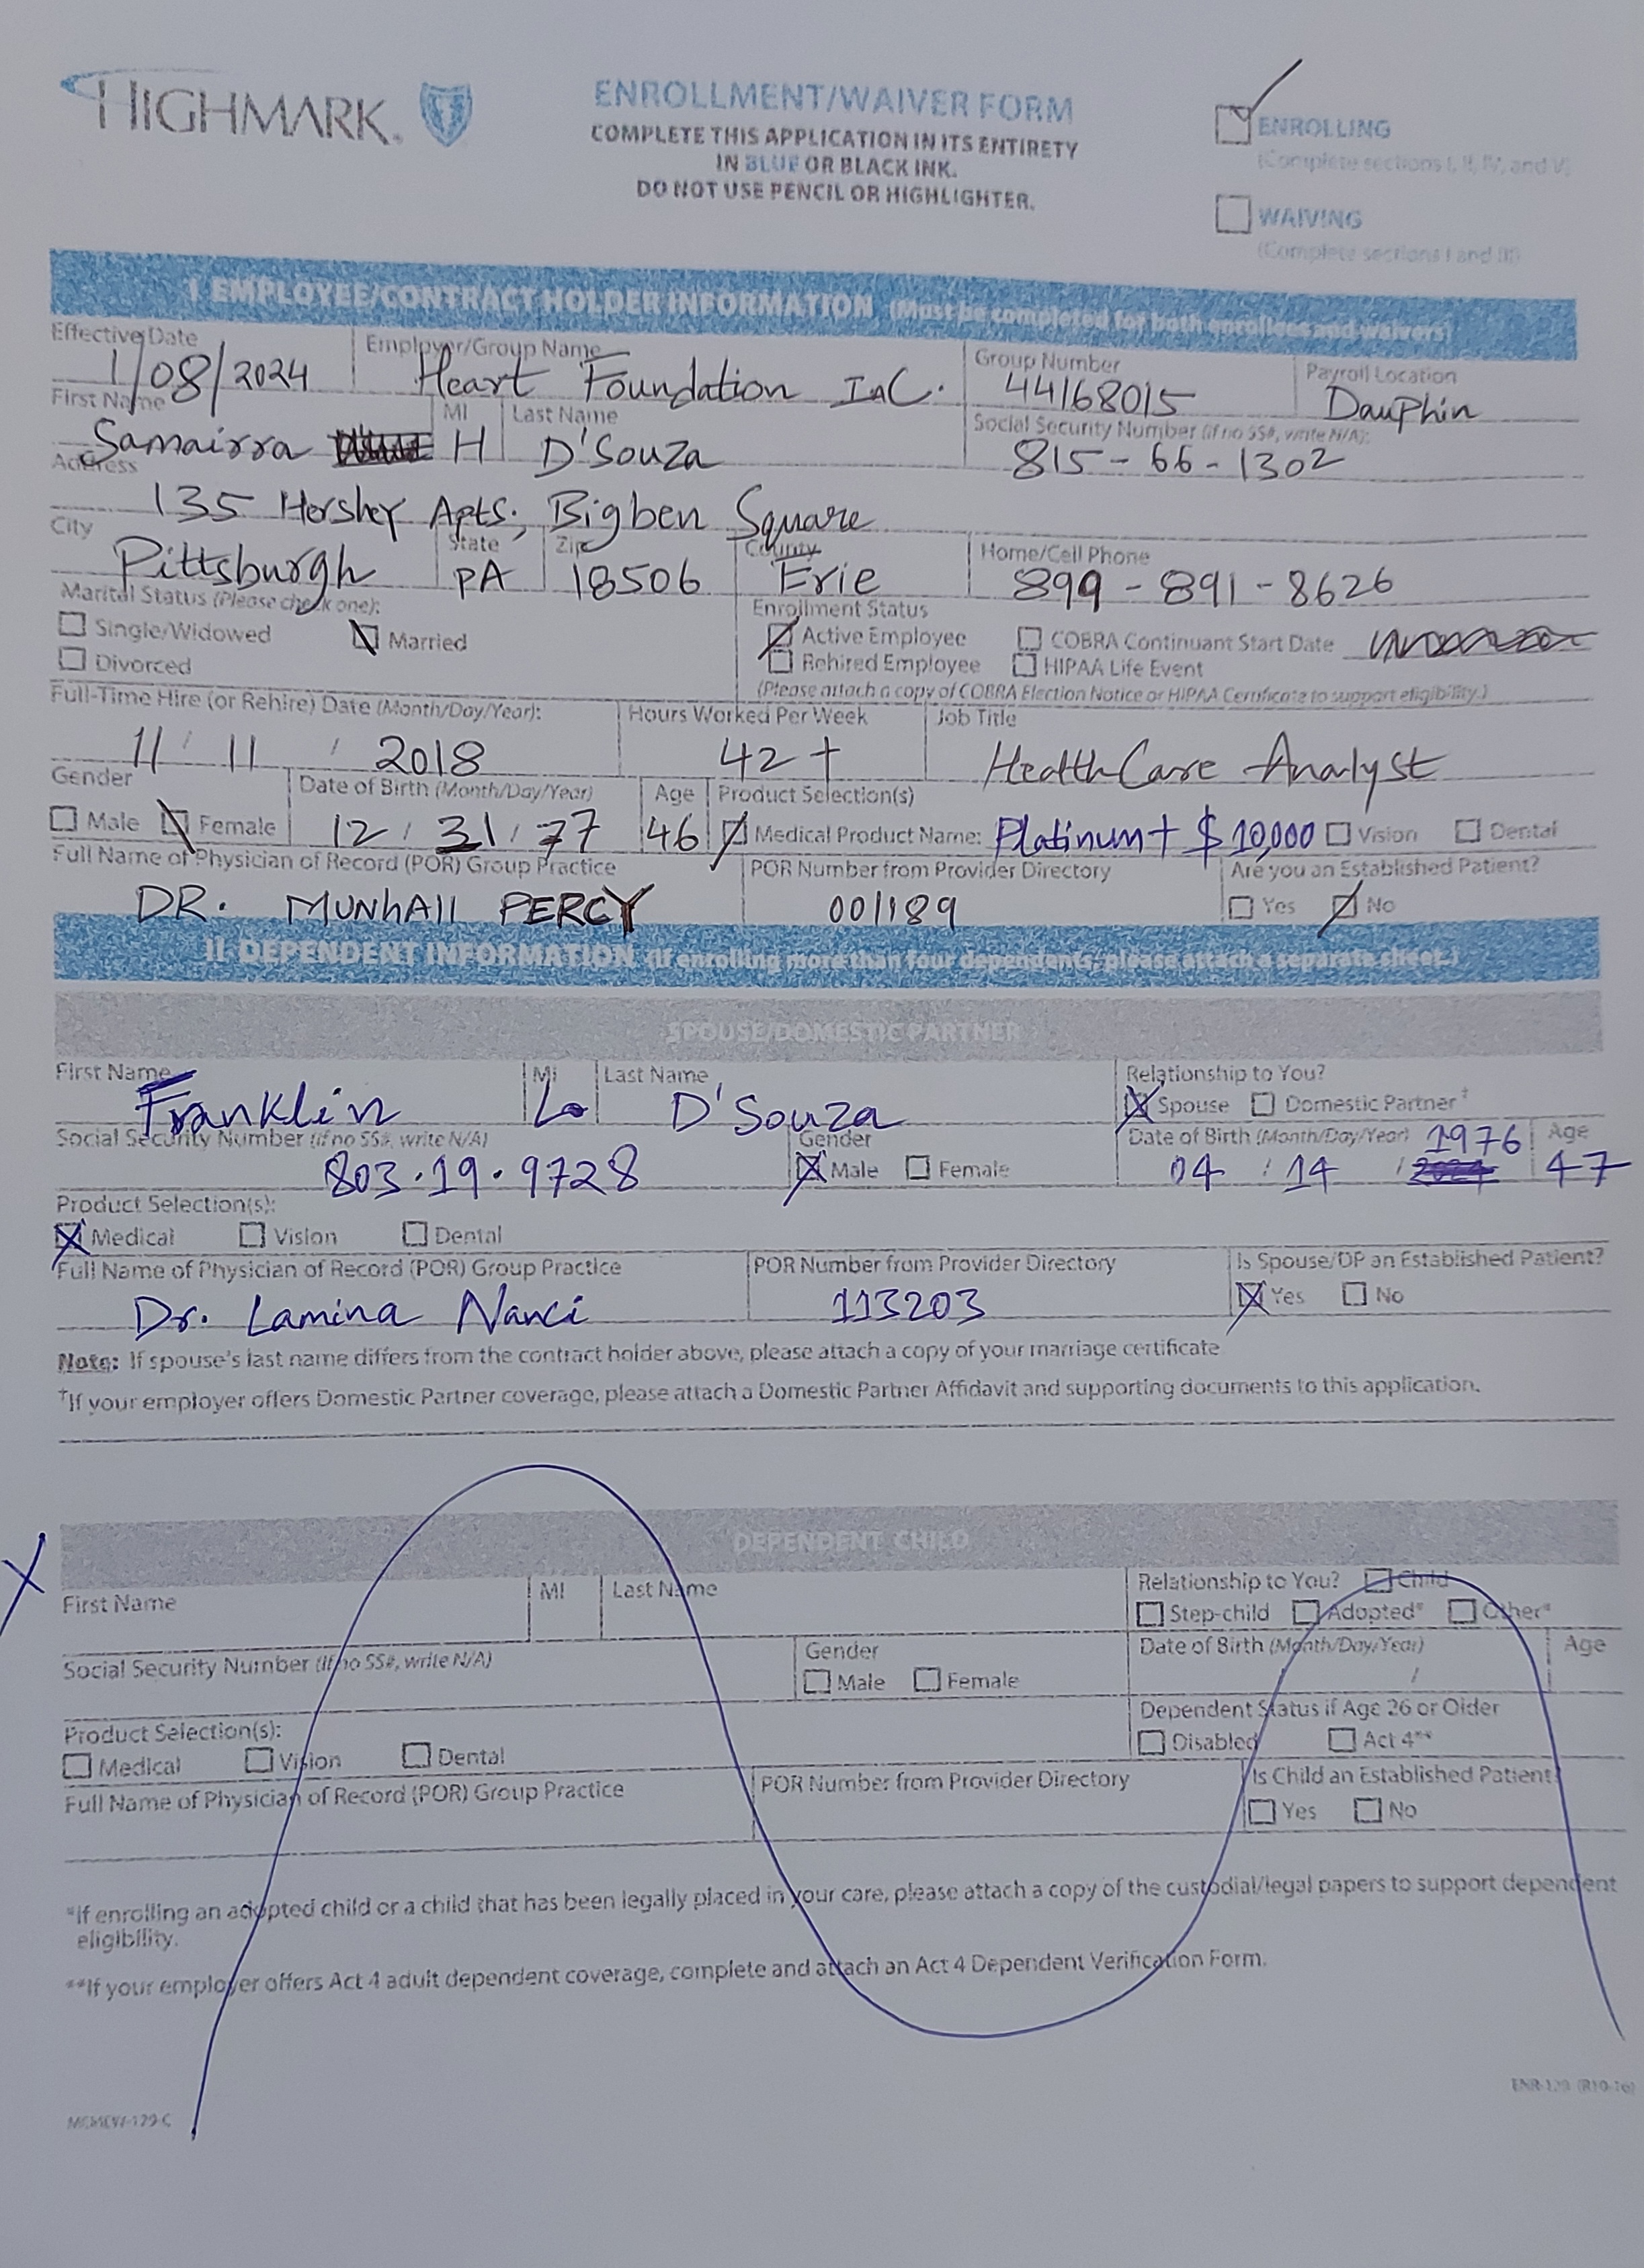 HIGHMARK.
ENROLLMENT/WAIVER FORM
COMPLETE THIS APPLICATION IN ITS ENTIRETY
IN BLUE OR BLACK INK.
DO NOT USE PENCIL OR HIGHLIGHTER.
ENROLLING
(Complete sections I, II, IV, and V)
WAIVING
(Complete sections I and III)
I EMPLOYEE/CONTRACT HOLDER INFORMATION (Must be completed for both enrollees and waivers)
Effective Date Employer/Group Name Group Number Payroll Location
1/08/2024 Heart Foundation Inc. 44168015 Dauphin
First Name MI Last Name Social Security Number (if no SS#, write N/A):
Samairra H D'Souza 815-66-1302
Address
135 Hershey Apts; Bigben Square
City State Zip County Home/Cell Phone
Pittsburgh PA 18506 Erie 899-891-8626
Marital Status (Please check one): Enrollment Status
Single/Widowed Married Active Employee COBRA Continuant Start Date
Divorced Rehired Employee HIPAA Life Event
(Please attach a copy of COBRA Election Notice or HIPAA Certificate to support eligibility.)
Full-Time Hire (or Rehire) Date (Month/Day/Year): Hours Worked Per Week Job Title
11 / 11 / 2018 42+ HealthCare Analyst
Gender Date of Birth (Month/Day/Year) Age Product Selection(s)
Male Female 12 / 31 / 77 46 Medical Product Name: Platinum+ $10,000 Vision Dental
Full Name of Physician of Record (POR) Group Practice POR Number from Provider Directory Are you an Established Patient?
DR. MUNhAll PERCY 001189 Yes No
II DEPENDENT INFORMATION (If enrolling more than four dependents, please attach a separate sheet.)
SPOUSE/DOMESTIC PARTNER
First Name MI Last Name Relationship to You?
Franklin L D'Souza Spouse Domestic Partner†
Social Security Number (if no SS#, write N/A) Gender Date of Birth (Month/Day/Year) Age
803.19.9728 Male Female 04 / 14 / 1976 47
Product Selection(s):
Medical Vision Dental
Full Name of Physician of Record (POR) Group Practice POR Number from Provider Directory Is Spouse/DP an Established Patient?
Dr. Lamina Nanci 113203 Yes No
Note: If spouse's last name differs from the contract holder above, please attach a copy of your marriage certificate
†If your employer offers Domestic Partner coverage, please attach a Domestic Partner Affidavit and supporting documents to this application.
X
DEPENDENT CHILD
First Name MI Last Name Relationship to You? Child
Step-child Adopted* Other*
Social Security Number (if no SS#, write N/A) Gender Date of Birth (Month/Day/Year) Age
Male Female / /
Product Selection(s): Dependent Status if Age 26 or Older
Medical Vision Dental Disabled Act 4**
Full Name of Physician of Record (POR) Group Practice POR Number from Provider Directory Is Child an Established Patient?
Yes No
*If enrolling an adopted child or a child that has been legally placed in your care, please attach a copy of the custodial/legal papers to support dependent
eligibility.
**If your employer offers Act 4 adult dependent coverage, complete and attach an Act 4 Dependent Verification Form.
ENR-129 (R10-16)